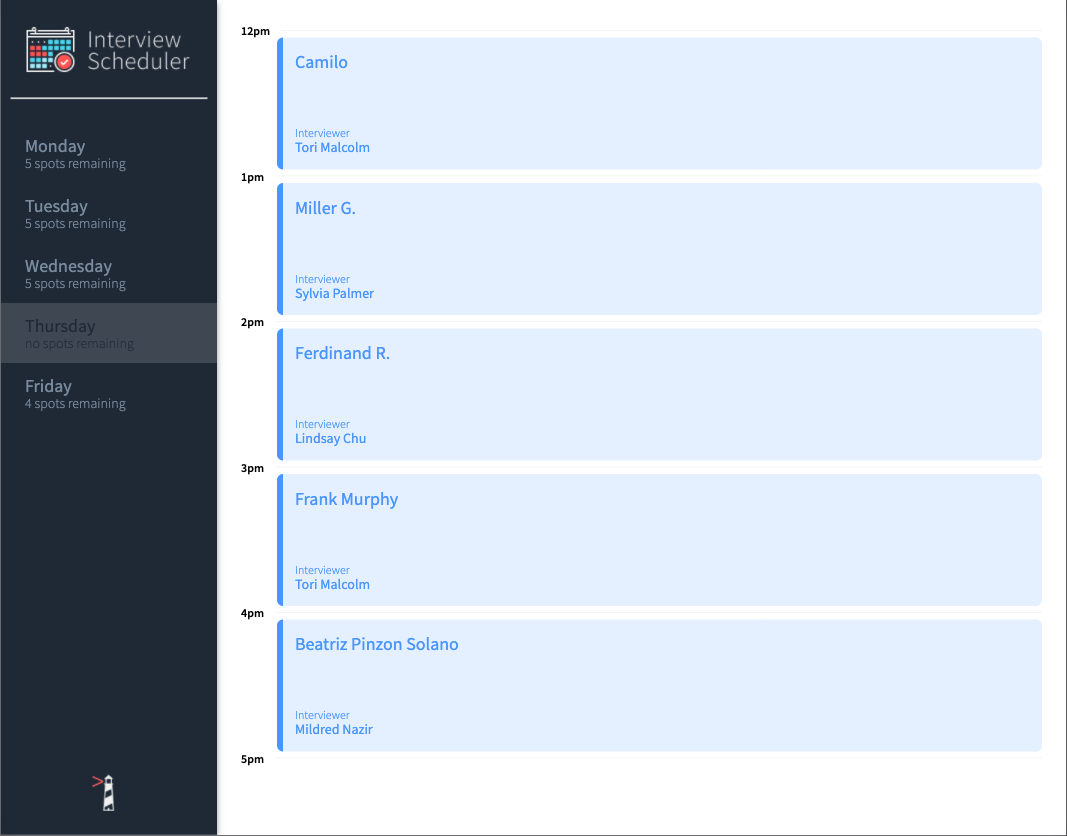 Interview
Scheduler
Monday
5 spots remaining
Tuesday
5 spots remaining
Wednesday
5 spots remaining
Thursday
no spots remaining
Friday
4 spots remaining
12pm
Camilo
Interviewer
Tori Malcolm
1pm
Miller G.
Interviewer
Sylvia Palmer
2pm
Ferdinand R.
Interviewer
Lindsay Chu
3pm
Frank Murphy
Interviewer
Tori Malcolm
4pm
Beatriz Pinzon Solano
Interviewer
Mildred Nazir
5pm